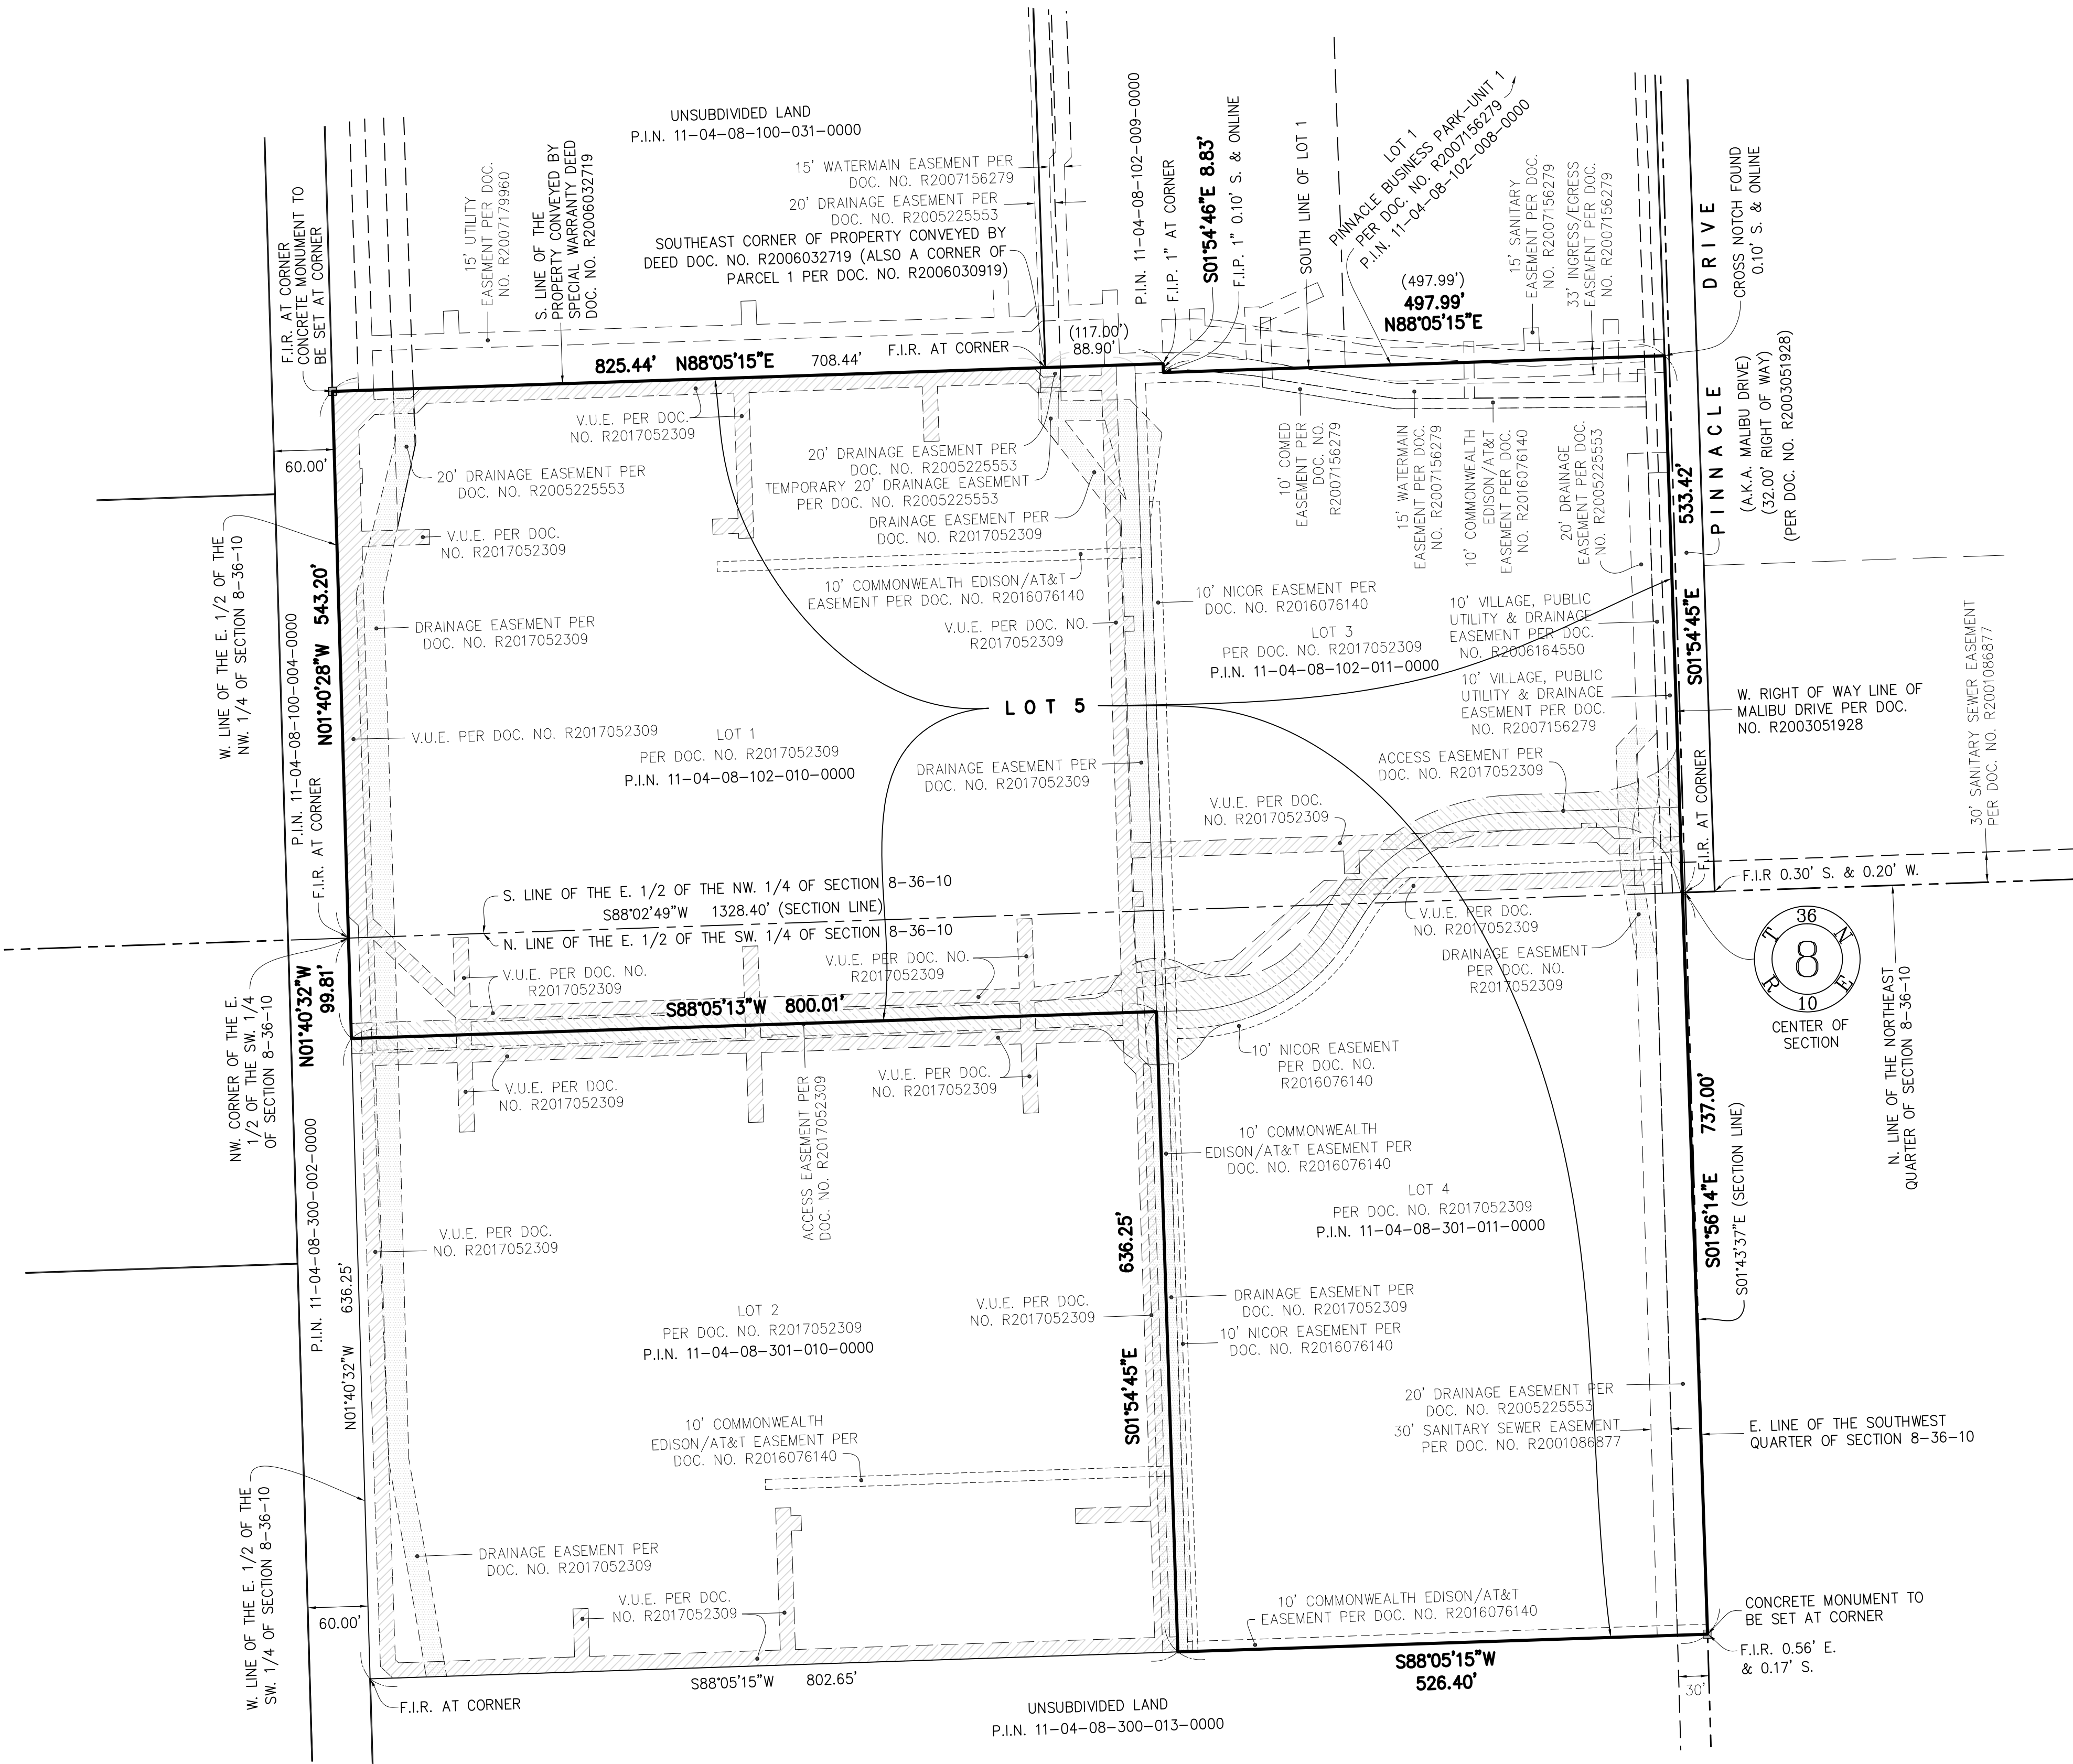 UNSUBDIVIDED LAND
P.I.N. 11-04-08-100-031-0000
15' WATERMAIN EASEMENT PER
DOC. NO. R2007156279
20' DRAINAGE EASEMENT PER
DOC. NO. R2005225553
SOUTHEAST CORNER OF PROPERTY CONVEYED BY
DEED DOC. NO. R2006032719 (ALSO A CORNER OF
PARCEL 1 PER DOC. NO. R2006030919)
F.I.R. AT CORNER
CONCRETE MONUMENT TO
BE SET AT CORNER
15' UTILITY
EASEMENT PER DOC.
NO. R2007179960
S. LINE OF THE
PROPERTY CONVEYED BY
SPECIAL WARRANTY DEED
DOC. NO. R2006032719
P.I.N. 11-04-08-102-009-0000
F.I.P. 1" AT CORNER
S01°54'46"E 8.83'
F.I.P. 1" 0.10' S. & ONLINE
SOUTH LINE OF LOT 1
LOT 1
PINNACLE BUSINESS PARK-UNIT 1
PER DOC. NO. R2007156279
P.I.N. 11-04-08-102-008-0000
15' SANITARY
EASEMENT PER DOC.
NO. R2007156279
33' INGRESS/EGRESS
EASEMENT PER DOC.
NO. R2007156279
CROSS NOTCH FOUND
0.10' S. & ONLINE
PINNACLE DRIVE
(A.K.A. MALIBU DRIVE)
(32.00' RIGHT OF WAY)
(PER DOC. NO. R2003051928)
825.44' N88°05'15"E 708.44'
F.I.R. AT CORNER
(117.00')
88.90'
(497.99')
497.99'
N88°05'15"E
60.00'
V.U.E. PER DOC.
NO. R2017052309
20' DRAINAGE EASEMENT PER
DOC. NO. R2005225553
20' DRAINAGE EASEMENT PER
DOC. NO. R2005225553
TEMPORARY 20' DRAINAGE EASEMENT
PER DOC. NO. R2005225553
DRAINAGE EASEMENT PER
DOC. NO. R2017052309
V.U.E. PER DOC.
NO. R2017052309
10' COMED
EASEMENT PER
DOC. NO.
R2007156279
15' WATERMAIN
EASEMENT PER DOC.
NO. R2007156279
10' COMMONWEALTH
EDISON/AT&T
EASEMENT PER DOC.
NO. R2016076140
20' DRAINAGE
EASEMENT PER DOC.
NO. R2005225553
533.42'
S01°54'45"E
W. LINE OF THE E. 1/2 OF THE
NW. 1/4 OF SECTION 8-36-10
P.I.N. 11-04-08-100-004-0000
N01°40'28"W 543.20'
F.I.R. AT CORNER
10' COMMONWEALTH EDISON/AT&T
EASEMENT PER DOC. NO. R2016076140
DRAINAGE EASEMENT PER
DOC. NO. R2017052309
V.U.E. PER DOC. NO.
R2017052309
10' NICOR EASEMENT PER
DOC. NO. R2016076140
LOT 3
PER DOC. NO. R2017052309
P.I.N. 11-04-08-102-011-0000
10' VILLAGE, PUBLIC
UTILITY & DRAINAGE
EASEMENT PER DOC.
NO. R2006164550
10' VILLAGE, PUBLIC
UTILITY & DRAINAGE
EASEMENT PER DOC.
NO. R2007156279
LOT 5
W. RIGHT OF WAY LINE OF
MALIBU DRIVE PER DOC.
NO. R2003051928
30' SANITARY SEWER EASEMENT
PER DOC. NO. R2001086877
V.U.E. PER DOC. NO. R2017052309
LOT 1
PER DOC. NO. R2017052309
P.I.N. 11-04-08-102-010-0000
DRAINAGE EASEMENT PER
DOC. NO. R2017052309
ACCESS EASEMENT PER
DOC. NO. R2017052309
V.U.E. PER DOC.
NO. R2017052309
F.I.R. AT CORNER
F.I.R 0.30' S. & 0.20' W.
S. LINE OF THE E. 1/2 OF THE NW. 1/4 OF SECTION 8-36-10
S88°02'49"W 1328.40' (SECTION LINE)
N. LINE OF THE E. 1/2 OF THE SW. 1/4 OF SECTION 8-36-10
V.U.E. PER DOC.
NO. R2017052309
DRAINAGE EASEMENT
PER DOC. NO.
R2017052309
36
T N
8
R E
10
CENTER OF
SECTION
N. LINE OF THE NORTHEAST
QUARTER OF SECTION 8-36-10
NW. CORNER OF THE E.
1/2 OF THE SW. 1/4
OF SECTION 8-36-10
N01°40'32"W
99.81'
V.U.E. PER DOC. NO.
R2017052309
V.U.E. PER DOC. NO.
R2017052309
S88°05'13"W 800.01'
V.U.E. PER DOC.
NO. R2017052309
V.U.E. PER DOC.
NO. R2017052309
ACCESS EASEMENT PER
DOC. NO. R2017052309
10' NICOR EASEMENT
PER DOC. NO.
R2016076140
10' COMMONWEALTH
EDISON/AT&T EASEMENT PER
DOC. NO. R2016076140
LOT 4
PER DOC. NO. R2017052309
P.I.N. 11-04-08-301-011-0000
S01°56'14"E 737.00'
S01°43'37"E (SECTION LINE)
P.I.N. 11-04-08-300-002-0000
N01°40'32"W 636.25'
V.U.E. PER DOC.
NO. R2017052309
LOT 2
PER DOC. NO. R2017052309
P.I.N. 11-04-08-301-010-0000
V.U.E. PER DOC.
NO. R2017052309
S01°54'45"E 636.25'
DRAINAGE EASEMENT PER
DOC. NO. R2017052309
10' NICOR EASEMENT PER
DOC. NO. R2016076140
20' DRAINAGE EASEMENT PER
DOC. NO. R2005225553
30' SANITARY SEWER EASEMENT
PER DOC. NO. R2001086877
E. LINE OF THE SOUTHWEST
QUARTER OF SECTION 8-36-10
10' COMMONWEALTH
EDISON/AT&T EASEMENT PER
DOC. NO. R2016076140
W. LINE OF THE E. 1/2 OF THE
SW. 1/4 OF SECTION 8-36-10
60.00'
DRAINAGE EASEMENT PER
DOC. NO. R2017052309
V.U.E. PER DOC.
NO. R2017052309
10' COMMONWEALTH EDISON/AT&T
EASEMENT PER DOC. NO. R2016076140
CONCRETE MONUMENT TO
BE SET AT CORNER
F.I.R. 0.56' E.
& 0.17' S.
30'
S88°05'15"W
526.40'
S88°05'15"W 802.65'
F.I.R. AT CORNER
UNSUBDIVIDED LAND
P.I.N. 11-04-08-300-013-0000